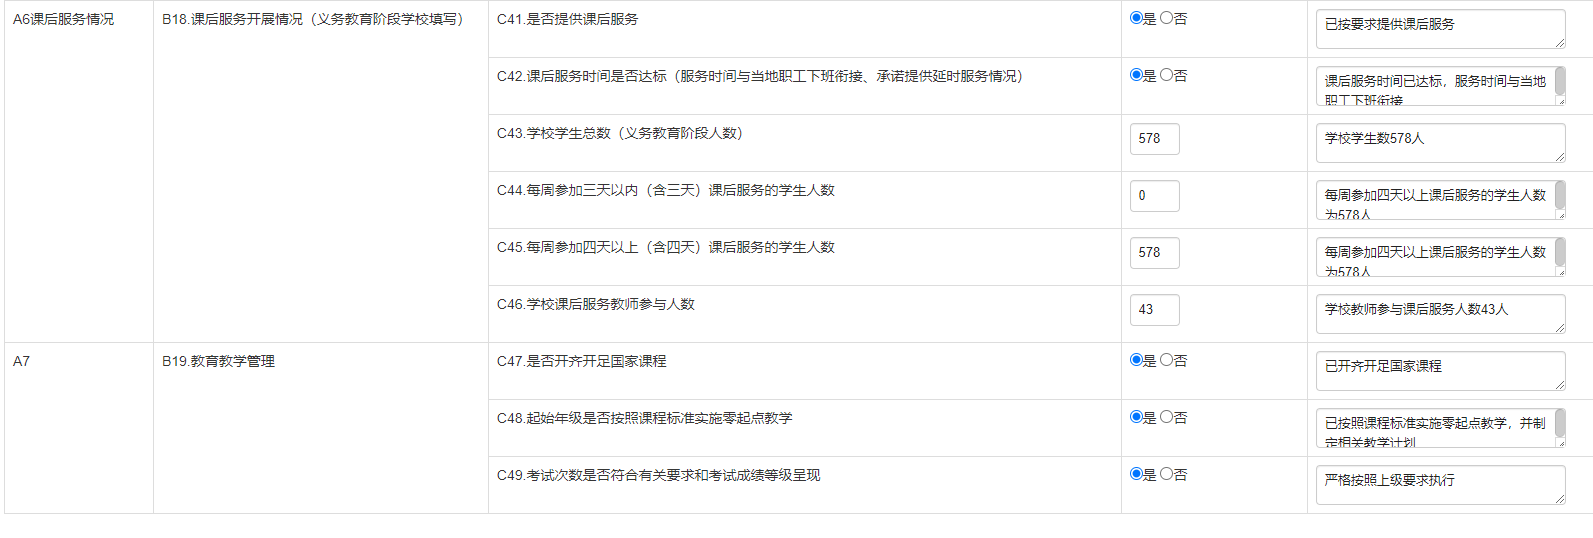 A6课后服务情况
B18.课后服务开展情况（义务教育阶段学校填写）
C41.是否提供课后服务
是 否
已按要求提供课后服务
C42.课后服务时间是否达标（服务时间与当地职工下班衔接、承诺提供延时服务情况）
是 否
课后服务时间已达标，服务时间与当地
职工下班衔接
C43.学校学生总数（义务教育阶段人数）
578
学校学生数578人
C44.每周参加三天以内（含三天）课后服务的学生人数
0
每周参加四天以上课后服务的学生人数
为578人
C45.每周参加四天以上（含四天）课后服务的学生人数
578
每周参加四天以上课后服务的学生人数
为578人
C46.学校课后服务教师参与人数
43
学校教师参与课后服务人数43人
A7
B19.教育教学管理
C47.是否开齐开足国家课程
是 否
已开齐开足国家课程
C48.起始年级是否按照课程标准实施零起点教学
是 否
已按照课程标准实施零起点教学，并制
定相关教学计划
C49.考试次数是否符合有关要求和考试成绩等级呈现
是 否
严格按照上级要求执行